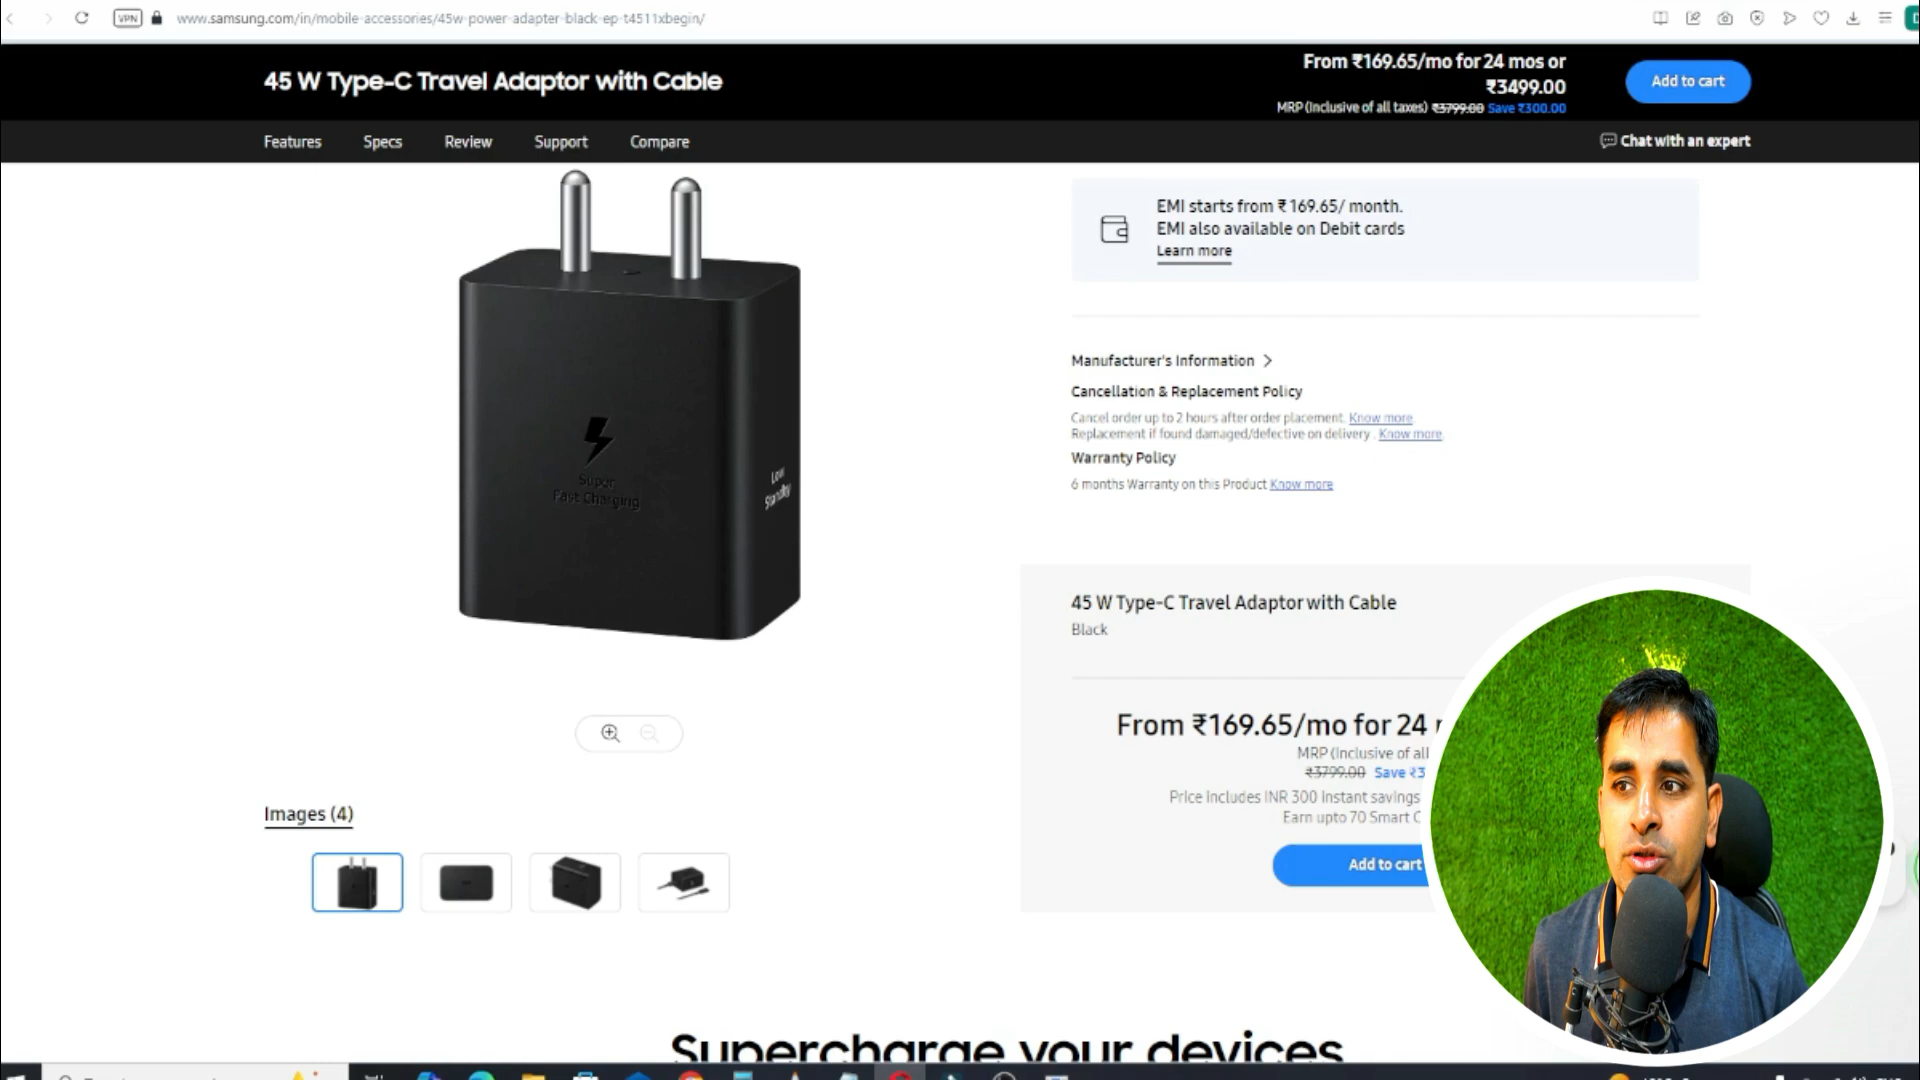 VPN
www.samsung.com/in/mobile-accessories/45w-power-adapter-black-ep-t4511xbegin/
45 W Type-C Travel Adaptor with Cable
From ₹169.65/mo for 24 mos or
₹3499.00
MRP (Inclusive of all taxes) ₹3799.00 Save ₹300.00
Add to cart
Features
Specs
Review
Support
Compare
Chat with an expert
Super
Fast Charging
Low
Standby
EMI starts from ₹ 169.65/ month.
EMI also available on Debit cards
Learn more
Manufacturer's Information
Cancellation & Replacement Policy
Cancel order up to 2 hours after order placement. Know more
Replacement if found damaged/defective on delivery . Know more.
Warranty Policy
6 months Warranty on this Product Know more
45 W Type-C Travel Adaptor with Cable
Black
From ₹169.65/mo for 24
MRP (Inclusive of all
₹3799.00 Save ₹3
Price Includes INR 300 Instant savings
Earn upto 70 Smart C
Add to cart
Images (4)
Supercharge your devices